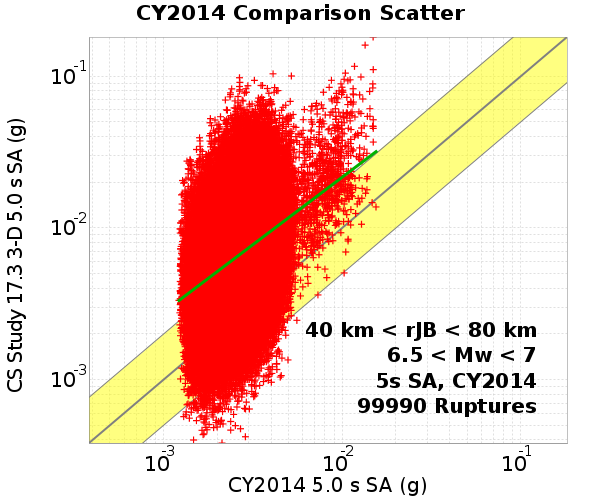 CY2014 Comparison Scatter
CS Study 17.3 3-D 5.0 s SA (g)
10^-1
10^-2
10^-3
40 km < rJB < 80 km
6.5 < Mw < 7
5s SA, CY2014
99990 Ruptures
10^-3 10^-2 10^-1
CY2014 5.0 s SA (g)